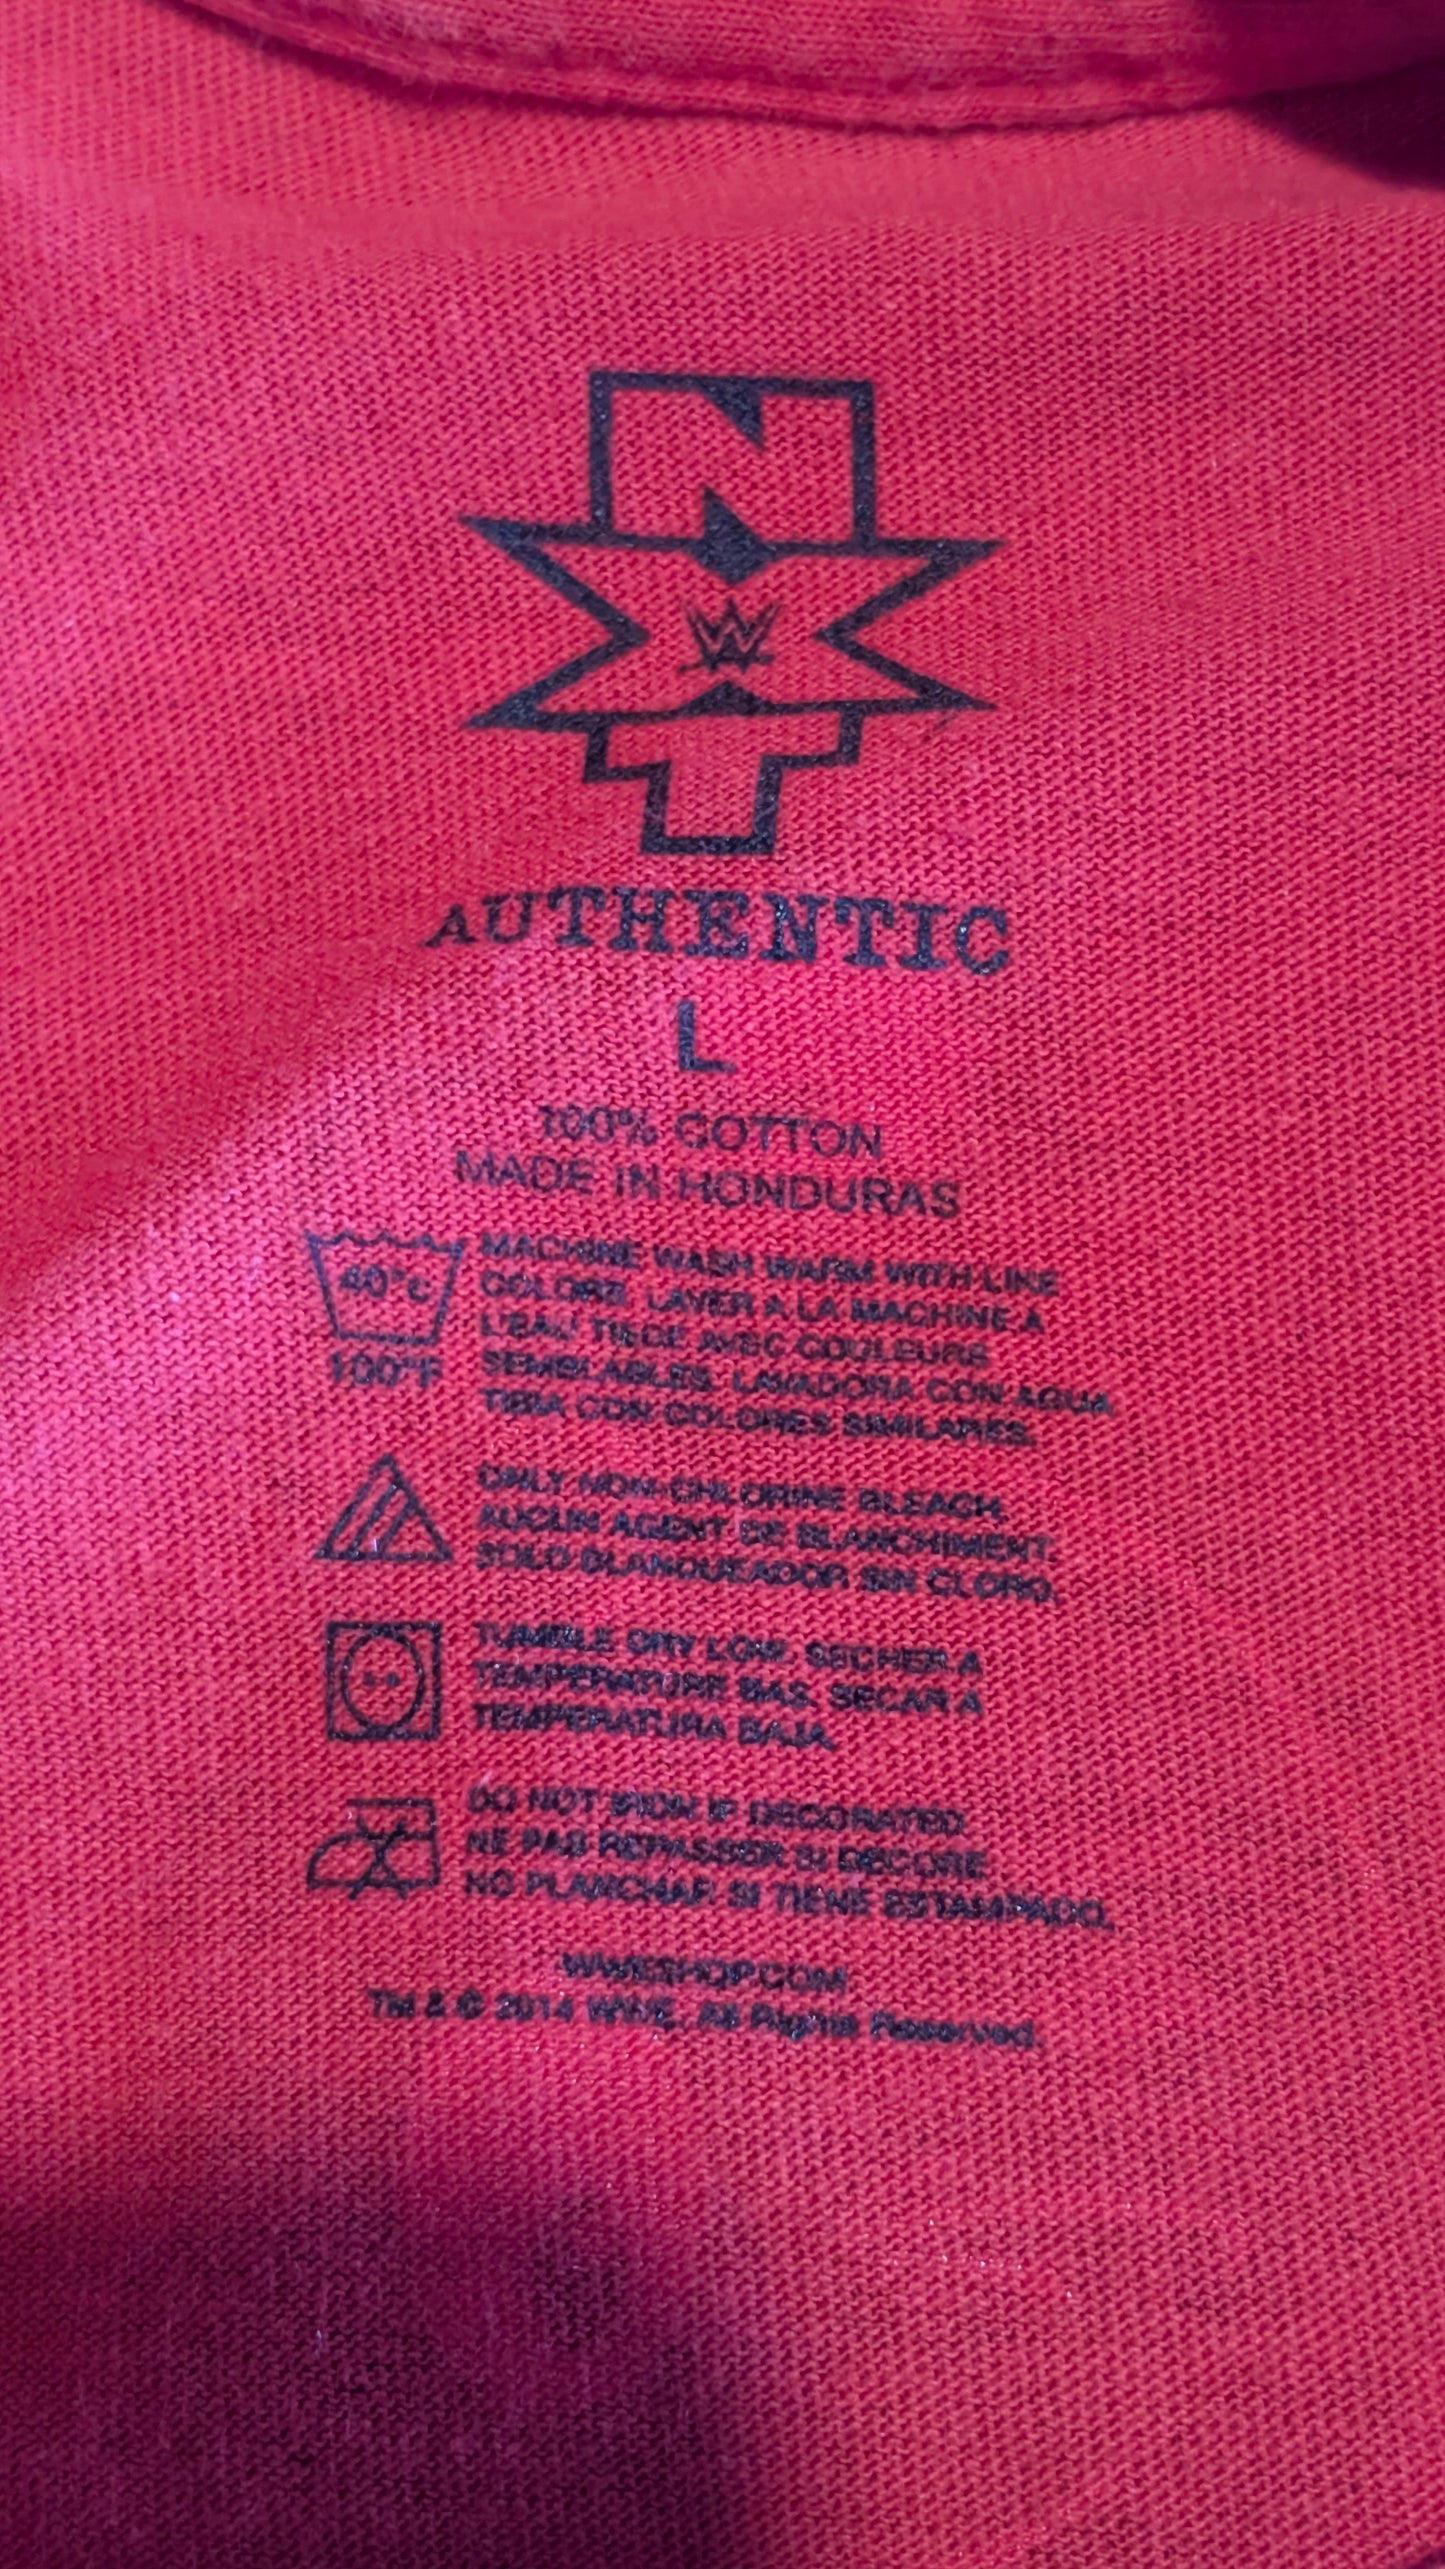 N
X
W
T
AUTHENTIC
L
100% COTTON
MADE IN HONDURAS
40°C
100°F
MACHINE WASH WARM WITH LIKE
COLORS. LAVER A LA MACHINE A
L'EAU TIEDE AVEC COULEURS
SEMBLABLES. LAVADORA CON AGUA
TIBIA CON COLORES SIMILARES.
ONLY NON-CHLORINE BLEACH.
AUCUN AGENT DE BLANCHIMENT.
SOLO BLANQUEADOR SIN CLORO.
TUMBLE DRY LOW. SECHER A
TEMPERATURE BAS. SECAR A
TEMPERATURA BAJA.
DO NOT IRON IF DECORATED.
NE PAS REPASSER SI DECORE.
NO PLANCHAR SI TIENE ESTAMPADO.
WWESHOP.COM
TM & © 2014 WWE. All Rights Reserved.